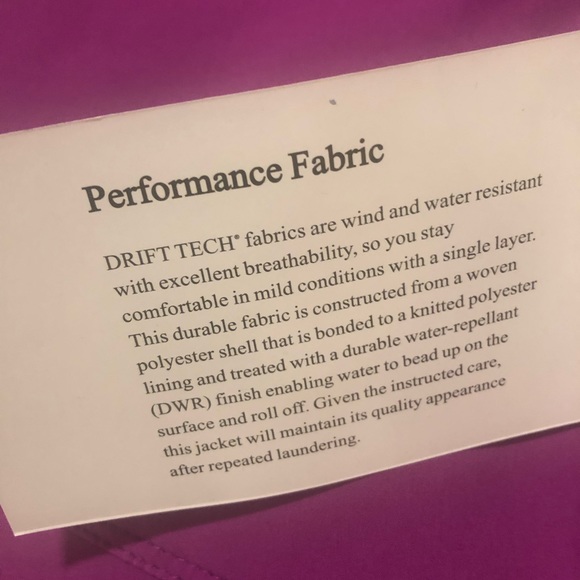 Performance Fabric
DRIFT TECH® fabrics are wind and water resistant
with excellent breathability, so you stay
comfortable in mild conditions with a single layer.
This durable fabric is constructed from a woven
polyester shell that is bonded to a knitted polyester
lining and treated with a durable water-repellant
(DWR) finish enabling water to bead up on the
surface and roll off. Given the instructed care,
this jacket will maintain its quality appearance
after repeated laundering.